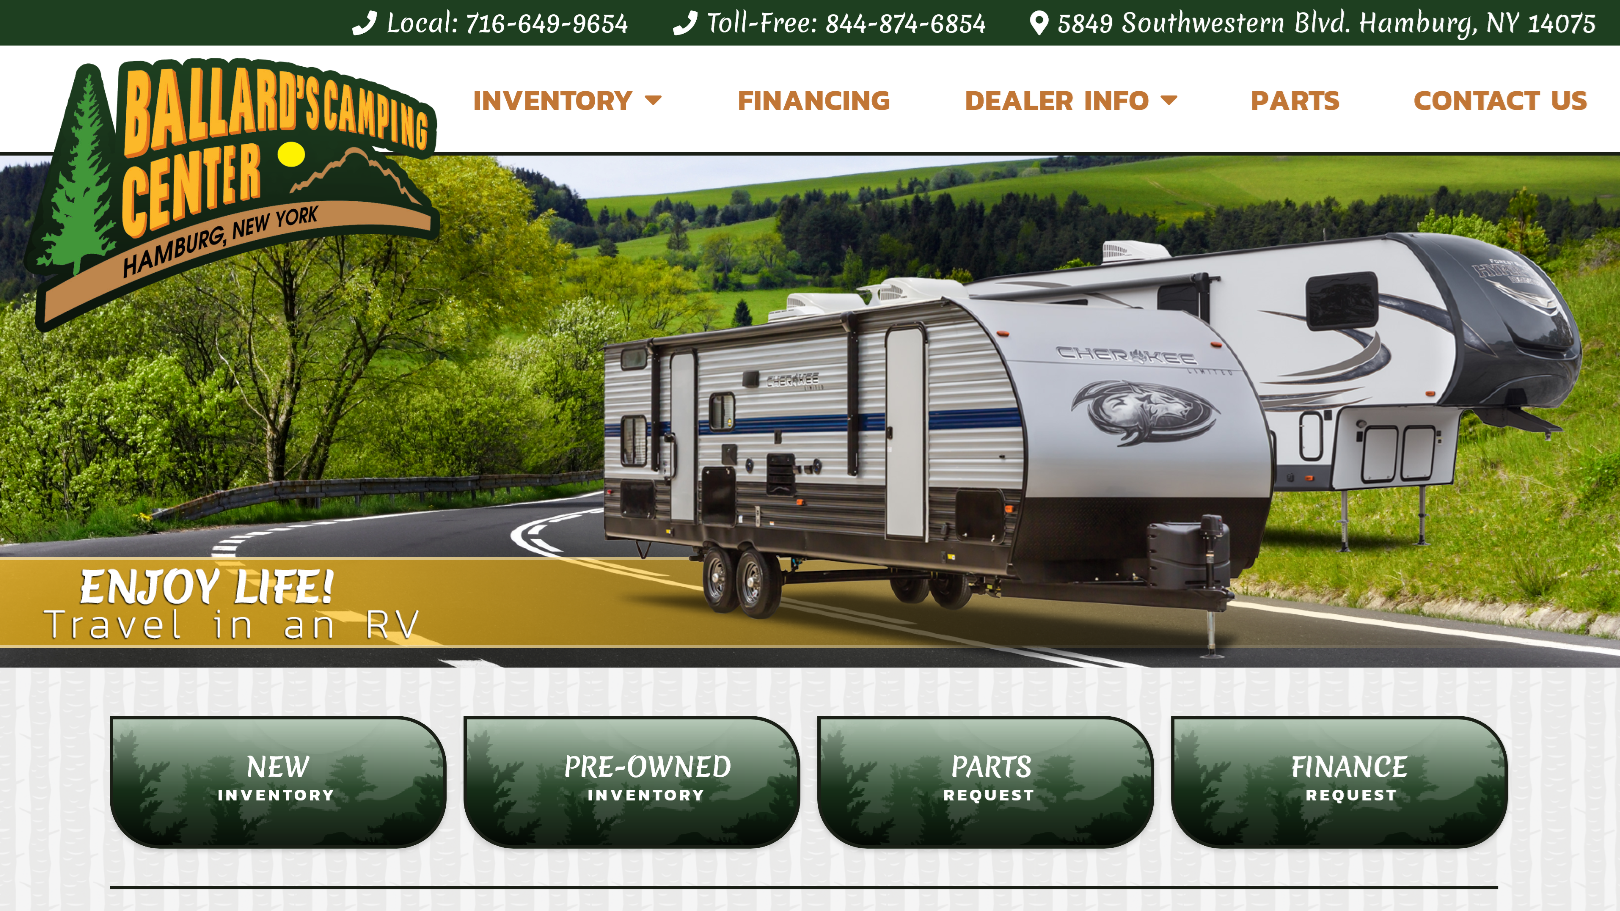 Local: 716-649-9654 Toll-Free: 844-874-6854 5849 Southwestern Blvd. Hamburg, NY 14075
BALLARD'S CAMPING
CENTER
HAMBURG, NEW YORK
INVENTORY FINANCING DEALER INFO PARTS CONTACT US
CHEROKEE
LIMITED
CHEROKEE
ENJOY LIFE!
Travel in an RV
NEW
INVENTORY
PRE-OWNED
INVENTORY
PARTS
REQUEST
FINANCE
REQUEST